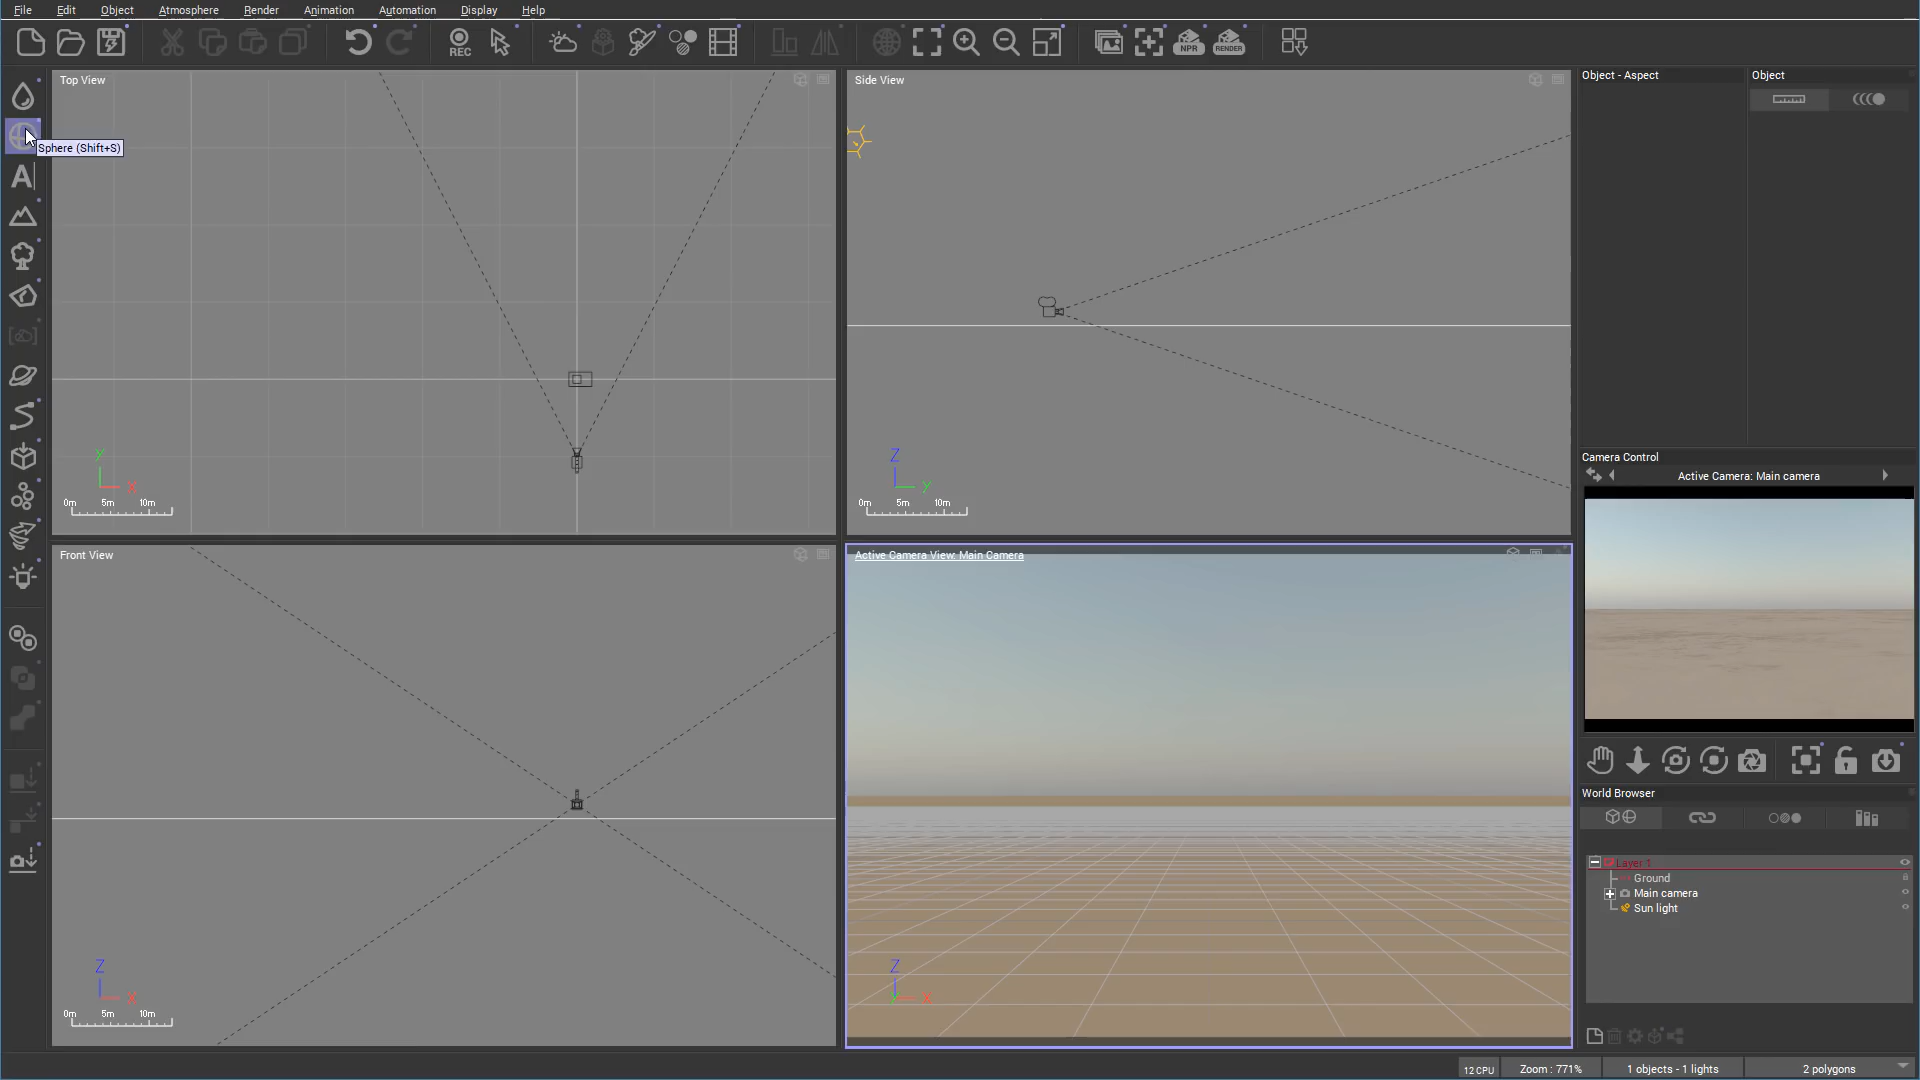 File Edit Object Atmosphere Render Animation Automation Display Help
REC
NPR
RENDER
Top View
Side View
Object - Aspect
Object
Sphere (Shift+S)
A
Y
X
0m 5m 10m
Z
Y
0m 5m 10m
Camera Control
Active Camera: Main camera
Front View
Active Camera View: Main Camera
Z
X
0m 5m 10m
Z
Y
X
World Browser
Layer 1
Ground
Main camera
Sun light
12 CPU
Zoom : 771%
1 objects - 1 lights
2 polygons